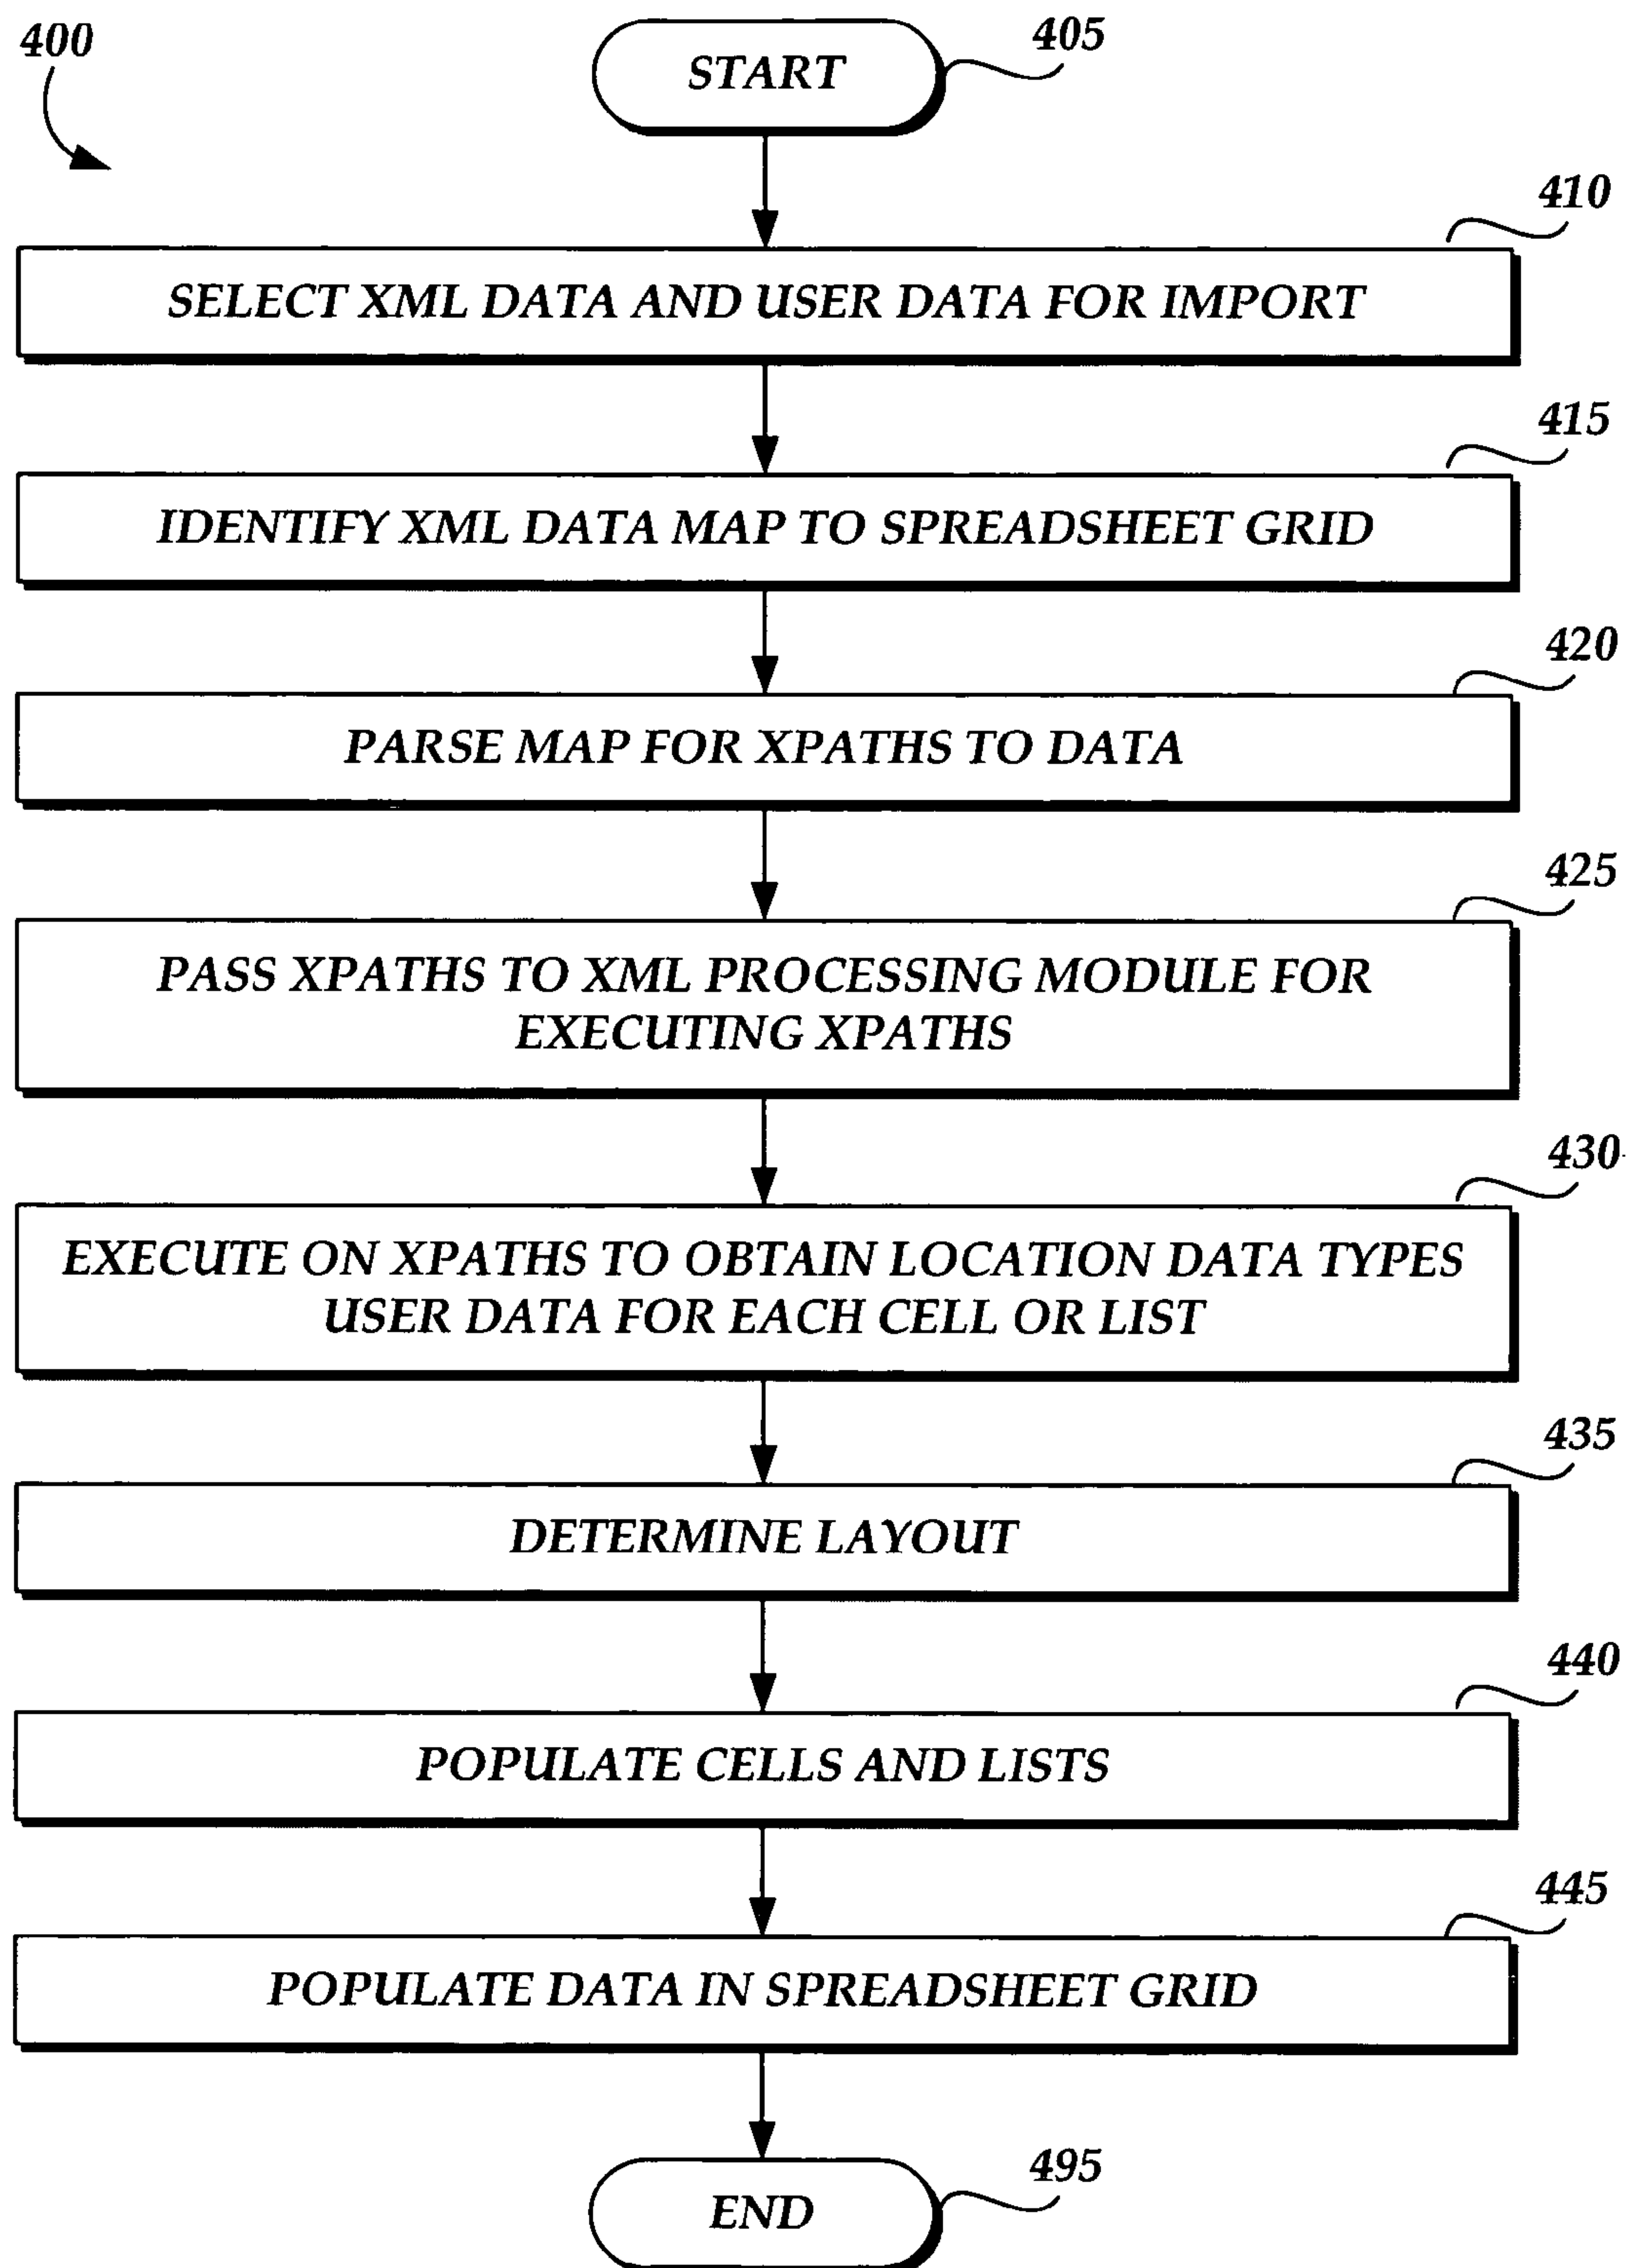 400
START
405
410
SELECT XML DATA AND USER DATA FOR IMPORT
415
IDENTIFY XML DATA MAP TO SPREADSHEET GRID
420
PARSE MAP FOR XPATHS TO DATA
425
PASS XPATHS TO XML PROCESSING MODULE FOR
EXECUTING XPATHS
430
EXECUTE ON XPATHS TO OBTAIN LOCATION DATA TYPES
USER DATA FOR EACH CELL OR LIST
435
DETERMINE LAYOUT
440
POPULATE CELLS AND LISTS
445
POPULATE DATA IN SPREADSHEET GRID
495
END